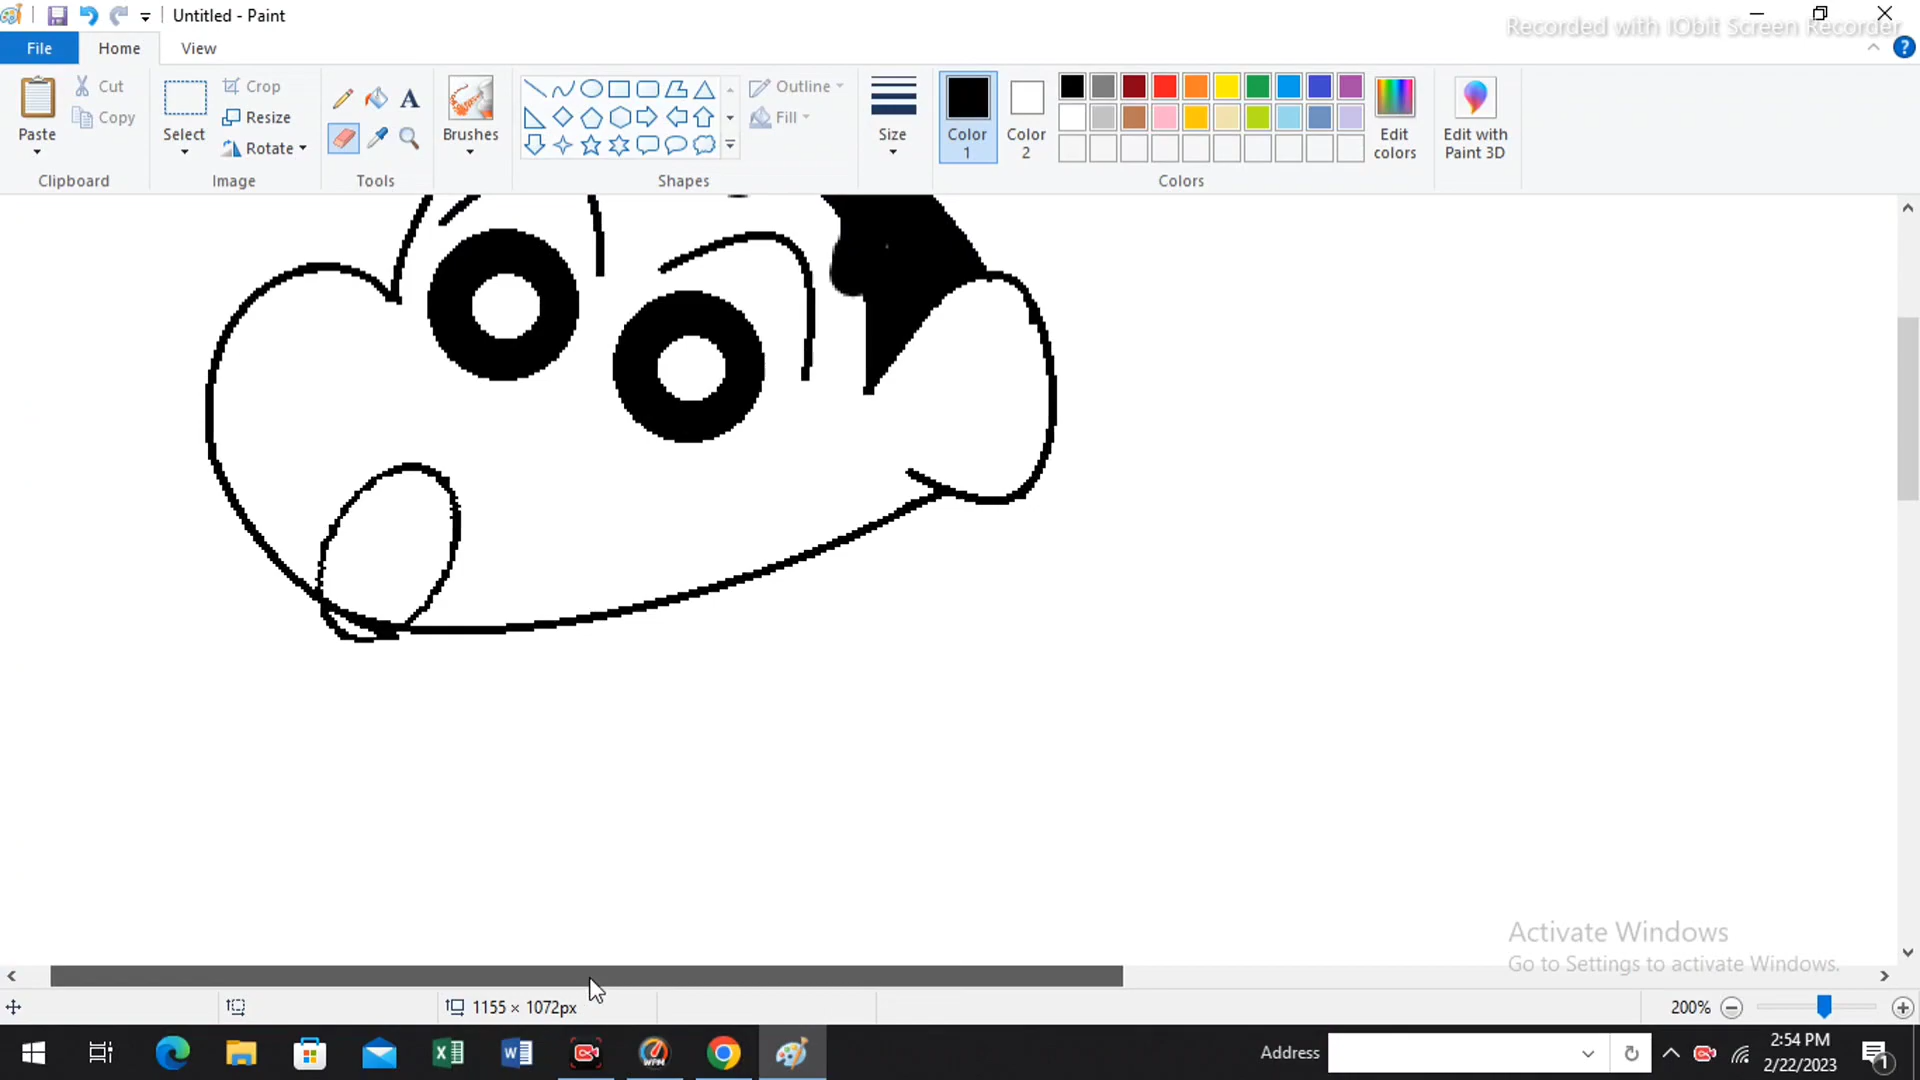 Untitled - Paint
Recorded with IObit Screen Recorder
File
Home
View
Paste
Cut
Copy
Clipboard
Select
Crop
Resize
Rotate
Image
A
Tools
Brushes
Outline
Fill
Shapes
Size
Color
1
Color
2
Colors
Edit
colors
Edit with
Paint 3D
Activate Windows
Go to Settings to activate Windows.
1155 × 1072px
200%
WPM
Address
2:54 PM
2/22/2023
1